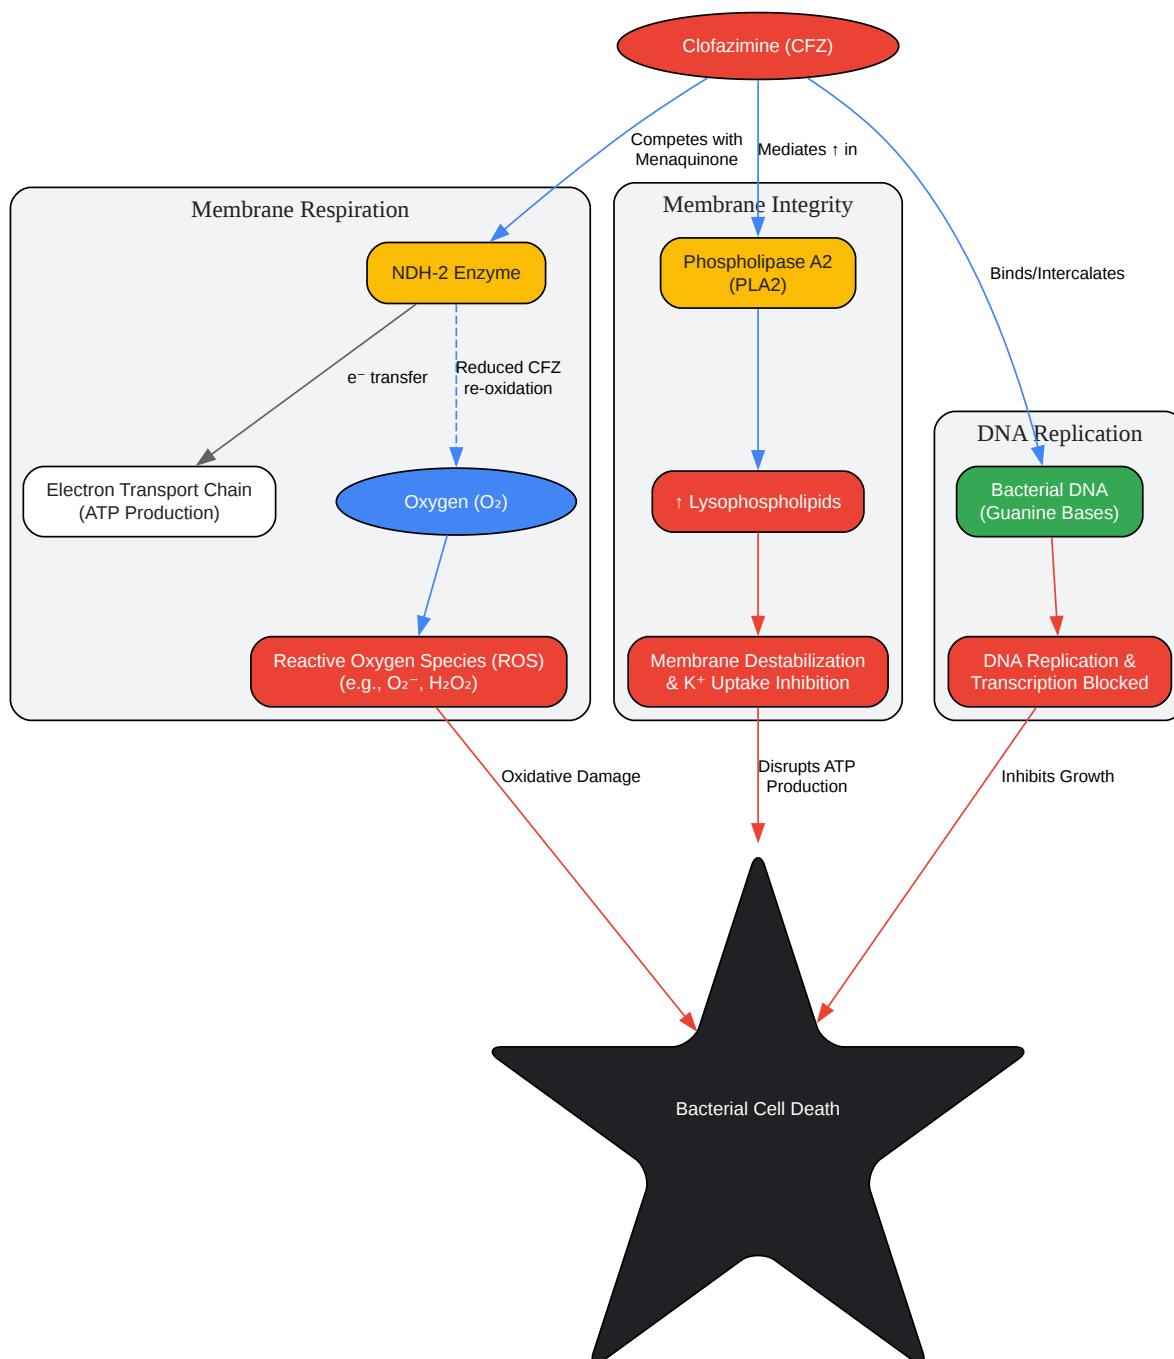 Clofazimine (CFZ)
Competes with
Menaquinone
Mediates ↑ in
Binds/Intercalates
Membrane Respiration
NDH-2 Enzyme
e⁻ transfer
Reduced CFZ
re-oxidation
Electron Transport Chain
(ATP Production)
Oxygen (O₂)
Reactive Oxygen Species (ROS)
(e.g., O₂⁻, H₂O₂)
Membrane Integrity
Phospholipase A2
(PLA2)
↑ Lysophospholipids
Membrane Destabilization
& K⁺ Uptake Inhibition
DNA Replication
Bacterial DNA
(Guanine Bases)
DNA Replication &
Transcription Blocked
Oxidative Damage
Disrupts ATP
Production
Inhibits Growth
Bacterial Cell Death